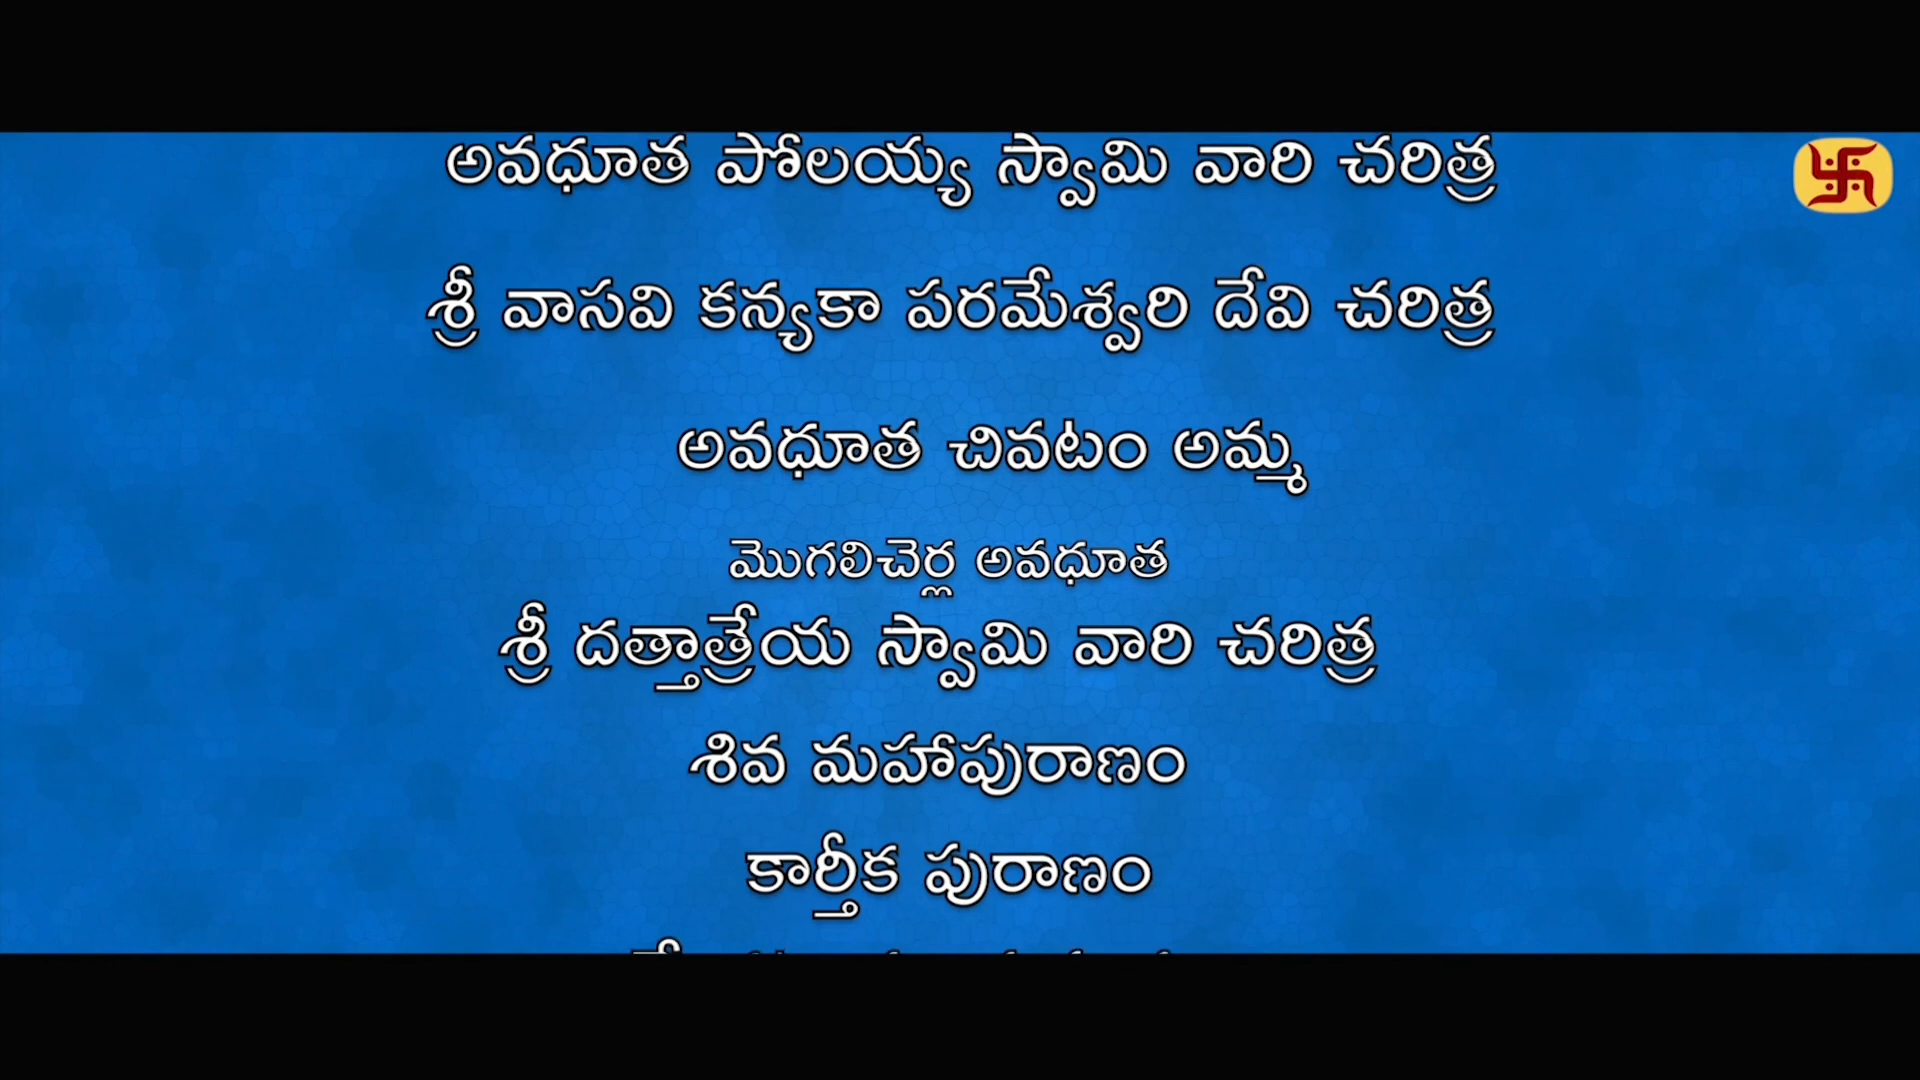 అవధూత పోలయ్య స్వామి వారి చరిత్ర
శ్రీ వాసవి కన్యకా పరమేశ్వరి దేవి చరిత్ర
అవధూత చివటం అమ్మ
మొగలిచెర్ల అవధూత
శ్రీ దత్తాత్రేయ స్వామి వారి చరిత్ర
శివ మహాపురాణం
కార్తీక పురాణం